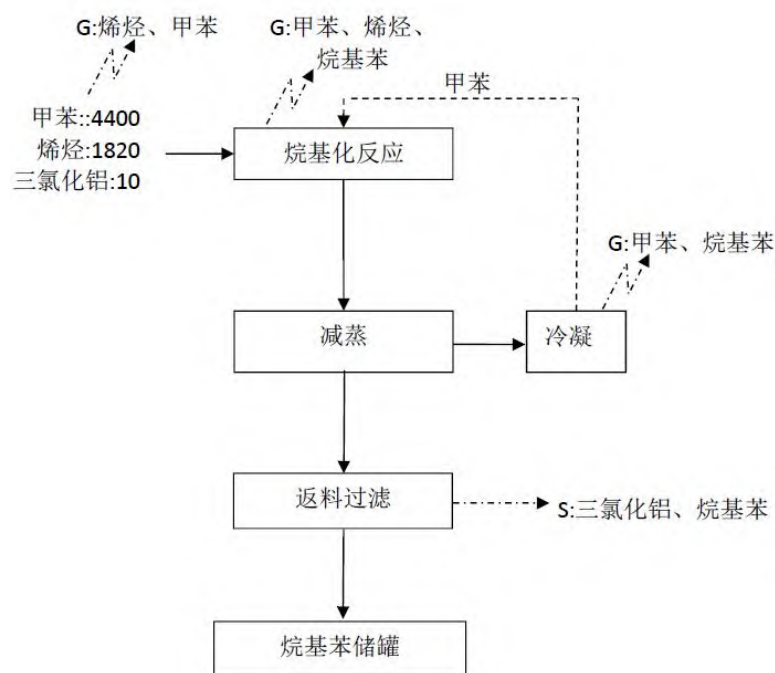 G:烯烃、甲苯
G:甲苯、烯烃、
烷基苯
甲苯
甲苯::4400
烯烃:1820
三氯化铝:10
烷基化反应
G:甲苯、烷基苯
减蒸
冷凝
返料过滤
S:三氯化铝、烷基苯
烷基苯储罐